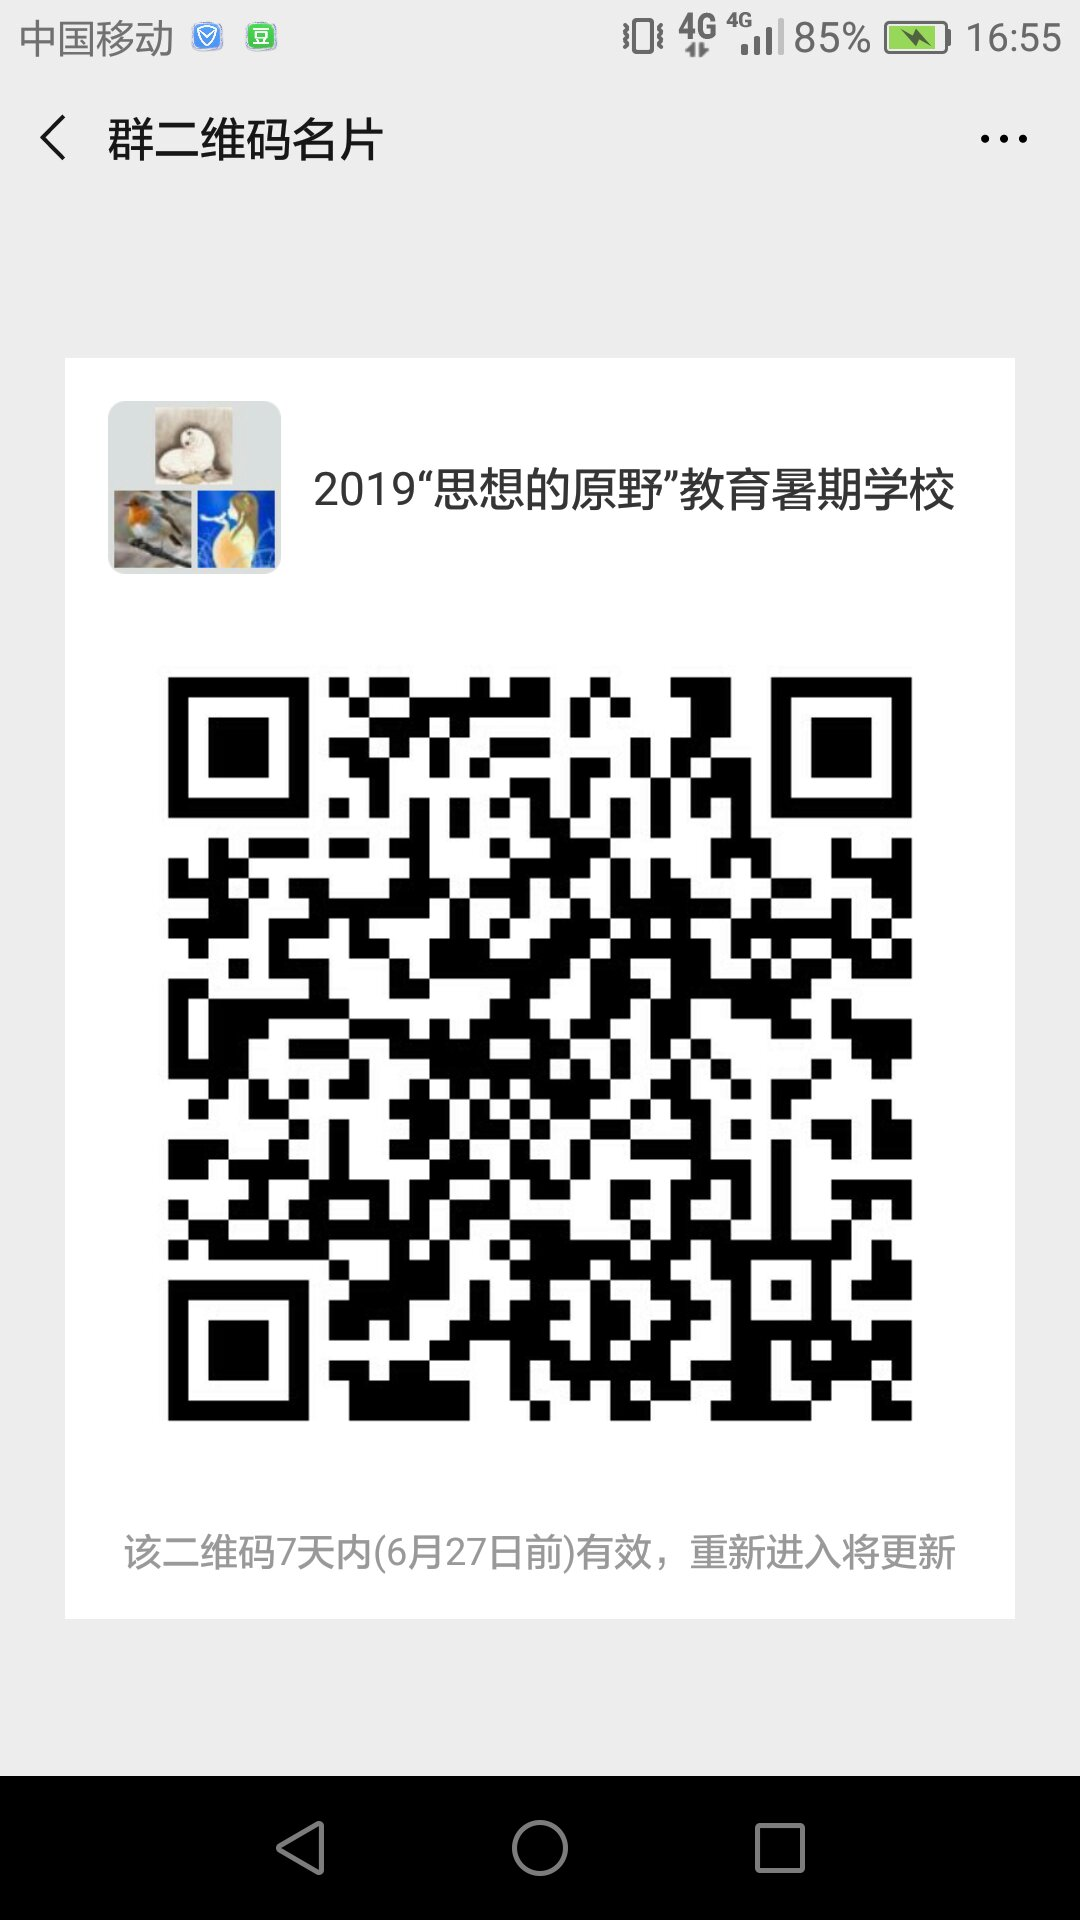 中国移动 豆 4G 4G 85% 16:55
群二维码名片
2019“思想的原野”教育暑期学校
该二维码7天内(6月27日前)有效，重新进入将更新